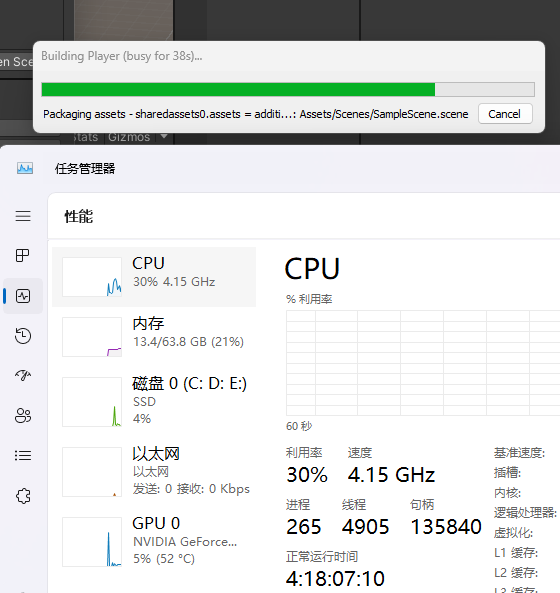 Building Player (busy for 38s)...
en Sce
Packaging assets - sharedassets0.assets = additi...: Assets/Scenes/SampleScene.scene
Cancel
Stats Gizmos
任务管理器
性能
CPU
30% 4.15 GHz
内存
13.4/63.8 GB (21%)
磁盘 0 (C: D: E:)
SSD
4%
以太网
以太网
发送: 0 接收: 0 Kbps
GPU 0
NVIDIA GeForce...
5% (52 °C)
CPU
% 利用率
60 秒
利用率 速度
30% 4.15 GHz
进程 线程 句柄
265 4905 135840
正常运行时间
4:18:07:10
基准速度:
插槽:
内核:
逻辑处理器:
虚拟化:
L1 缓存:
L2 缓存:
L3 缓存: